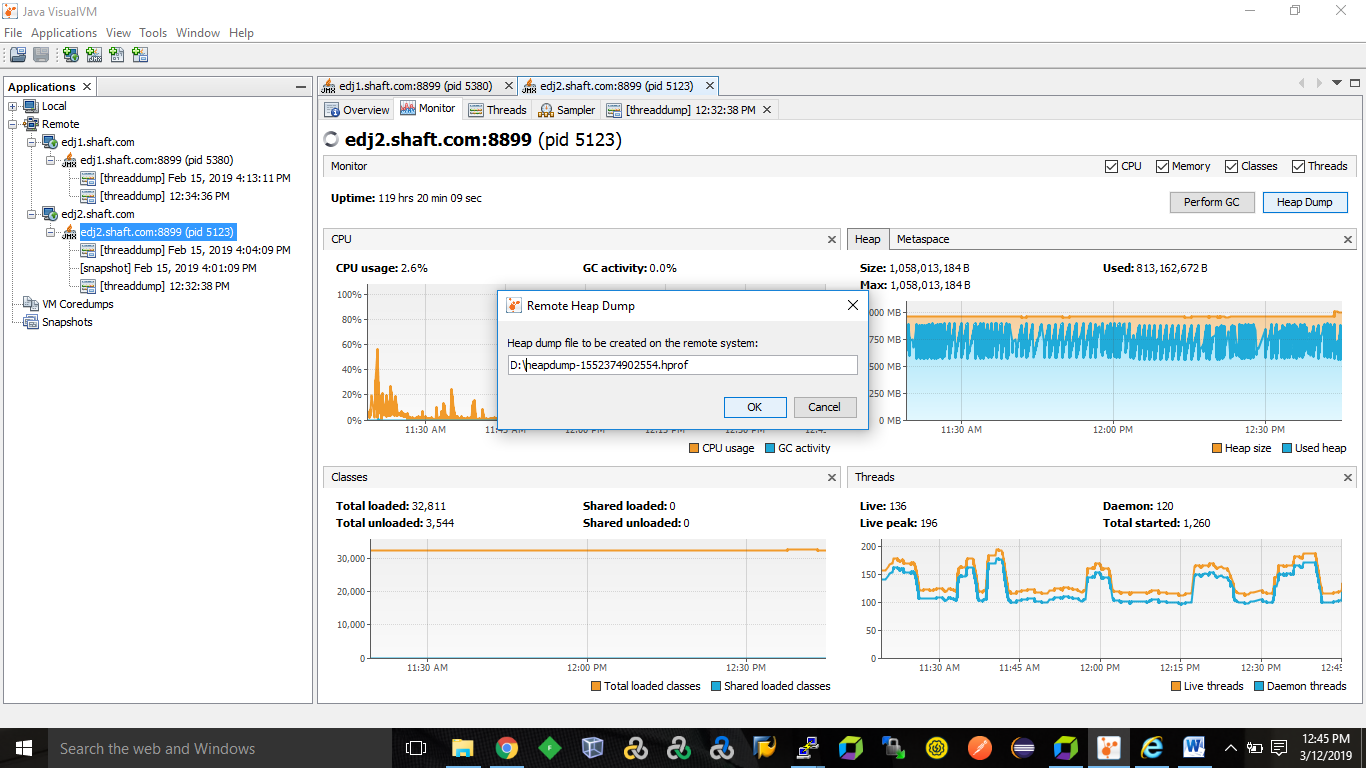 Java VisualVM
File Applications View Tools Window Help
Applications
Local
Remote
edj1.shaft.com
edj1.shaft.com:8899 (pid 5380)
[threaddump] Feb 15, 2019 4:13:11 PM
[threaddump] 12:34:36 PM
edj2.shaft.com
edj2.shaft.com:8899 (pid 5123)
[threaddump] Feb 15, 2019 4:04:09 PM
[snapshot] Feb 15, 2019 4:01:09 PM
[threaddump] 12:32:38 PM
VM Coredumps
Snapshots
edj1.shaft.com:8899 (pid 5380)
edj2.shaft.com:8899 (pid 5123)
Overview Monitor Threads Sampler [threaddump] 12:32:38 PM
edj2.shaft.com:8899 (pid 5123)
Monitor
CPU Memory Classes Threads
Uptime: 119 hrs 20 min 09 sec
Perform GC Heap Dump
CPU
CPU usage: 2.6% GC activity: 0.0%
100%
80%
60%
40%
20%
0%
11:30 AM
CPU usage GC activity
Heap Metaspace
Size: 1,058,013,184 B Used: 813,162,672 B
Max: 1,058,013,184 B
0 MB
11:30 AM 12:00 PM 12:30 PM
Heap size Used heap
Remote Heap Dump
Heap dump file to be created on the remote system:
D:\heapdump-1552374902554.hprof
OK Cancel
Classes
Total loaded: 32,811 Shared loaded: 0
Total unloaded: 3,544 Shared unloaded: 0
30,000
20,000
10,000
0
11:30 AM 12:00 PM 12:30 PM
Total loaded classes Shared loaded classes
Threads
Live: 136 Daemon: 120
Live peak: 196 Total started: 1,260
200
150
100
50
0
11:30 AM 11:45 AM 12:00 PM 12:15 PM 12:30 PM 12:45
Live threads Daemon threads
Search the web and Windows
12:45 PM
3/12/2019